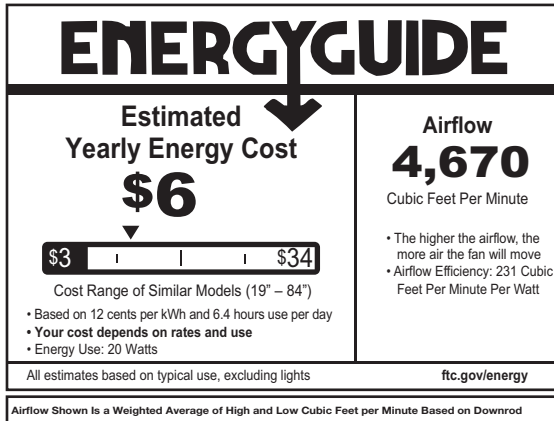 ENERGYGUIDE
Estimated
Yearly Energy Cost
$6
$3 $34
Cost Range of Similar Models (19” – 84”)
• Based on 12 cents per kWh and 6.4 hours use per day
• Your cost depends on rates and use
• Energy Use: 20 Watts
Airflow
4,670
Cubic Feet Per Minute
• The higher the airflow, the
more air the fan will move
• Airflow Efficiency: 231 Cubic
Feet Per Minute Per Watt
All estimates based on typical use, excluding lights
ftc.gov/energy
Airflow Shown Is a Weighted Average of High and Low Cubic Feet per Minute Based on Downrod